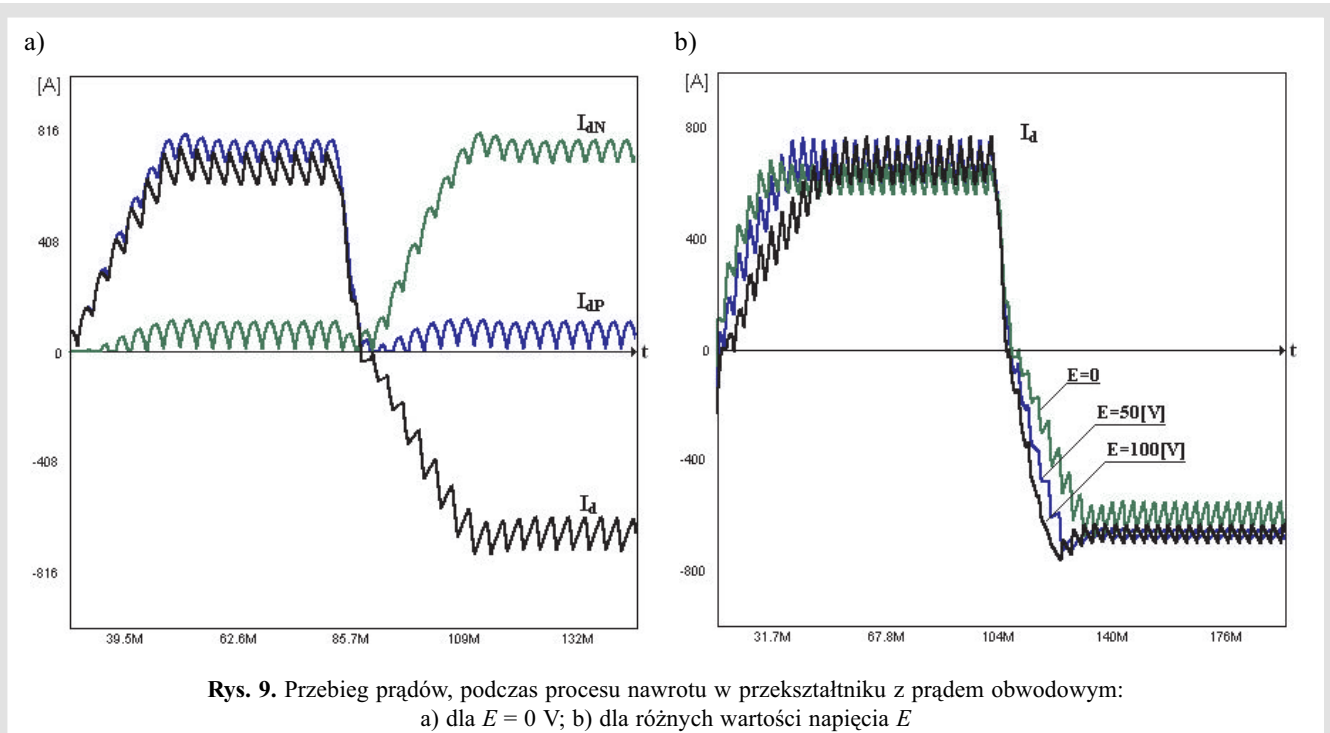 a)
[A]
816
408
0
-408
-816
39.5M 62.6M 85.7M 109M 132M
IdN
IdP
Id
t
b)
[A]
800
400
0
-400
-800
31.7M 67.8M 104M 140M 176M
Id
t
E=0
E=50[V]
E=100[V]
Rys. 9. Przebieg prądów, podczas procesu nawrotu w przekształtniku z prądem obwodowym:
a) dla E = 0 V; b) dla różnych wartości napięcia E